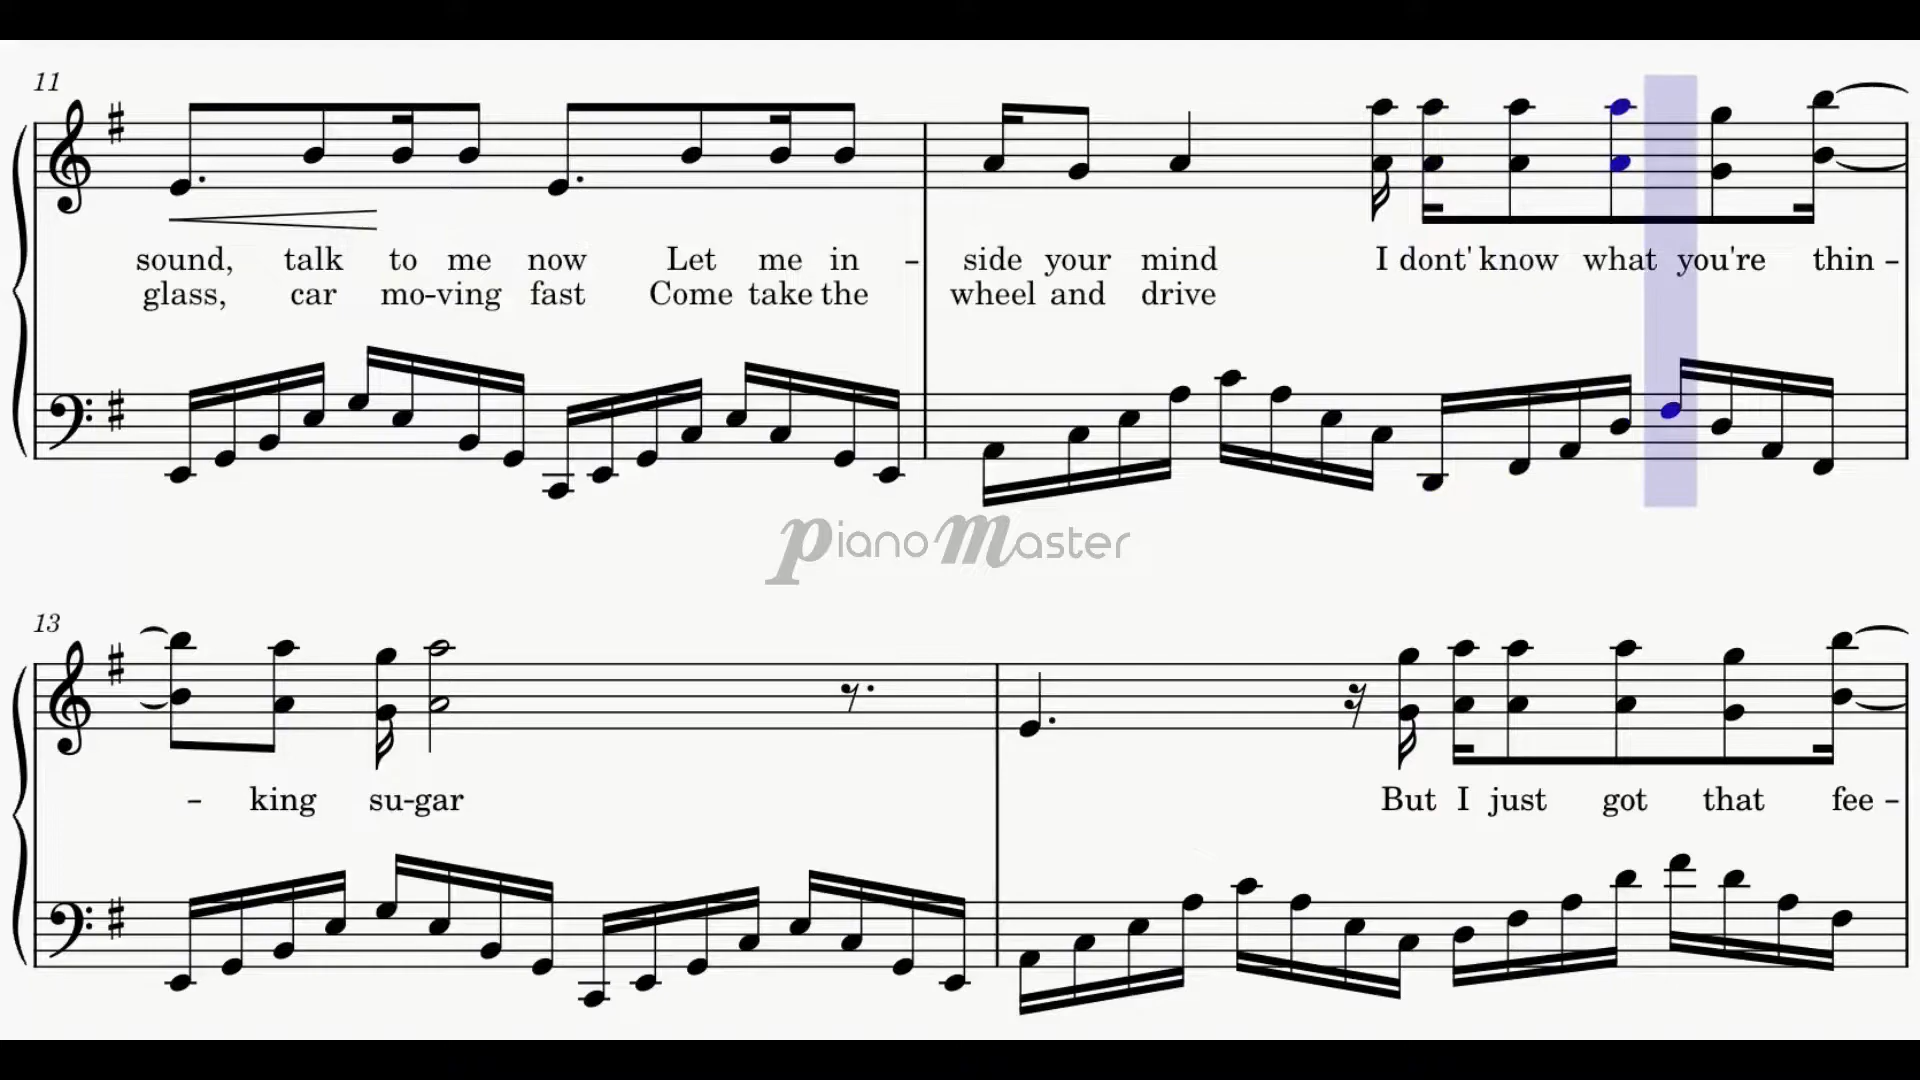 11
sound, talk to me now Let me in - side your mind I dont' know what you're thin -
glass, car mo-ving fast Come take the wheel and drive
Piano Master
13
- king su-gar But I just got that fee -